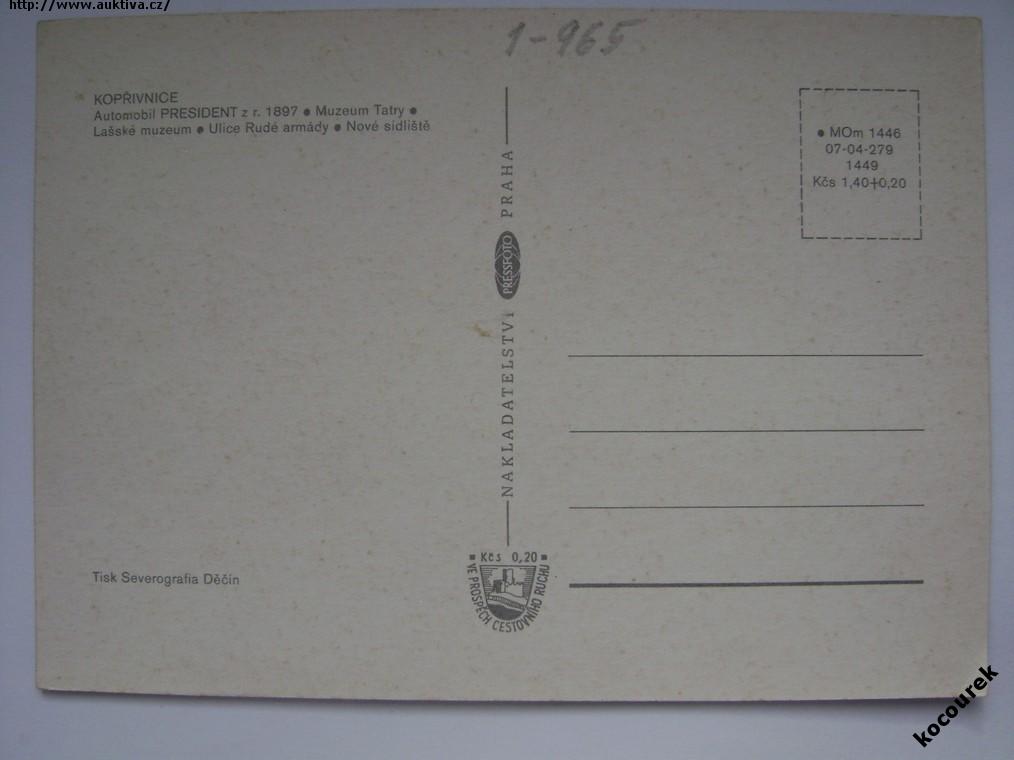 http://www.auktiva.cz/
1-965
KOPŘIVNICE
Automobil PRESIDENT z r. 1897 ● Muzeum Tatry ●
Lašské muzeum ● Ulice Rudé armády ● Nové sídliště
● MOm 1446
07-04-279
1449
Kčs 1,40+0,20
NAKLADATELSTVÍ PRESSFOTO PRAHA
Tisk Severografia Děčín
▪ Kčs 0,20 ▪
VE PROSPĚCH CESTOVNÍHO RUCHU
kocourek